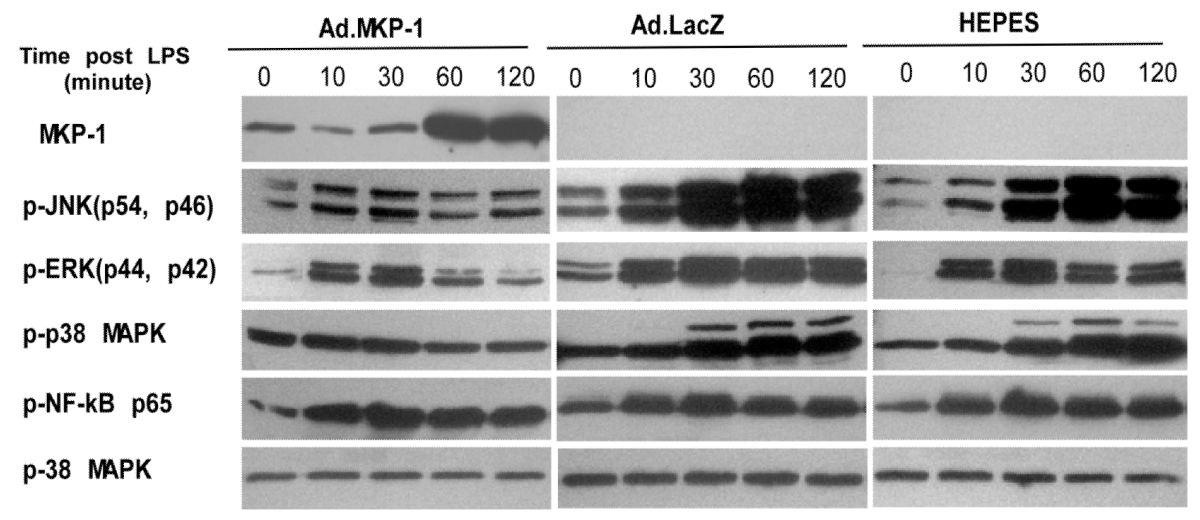 Ad.MKP-1 Ad.LacZ HEPES
Time post LPS
(minute)
0 10 30 60 120 0 10 30 60 120 0 10 30 60 120
MKP-1
p-JNK(p54, p46)
p-ERK(p44, p42)
p-p38 MAPK
p-NF-kB p65
p-38 MAPK